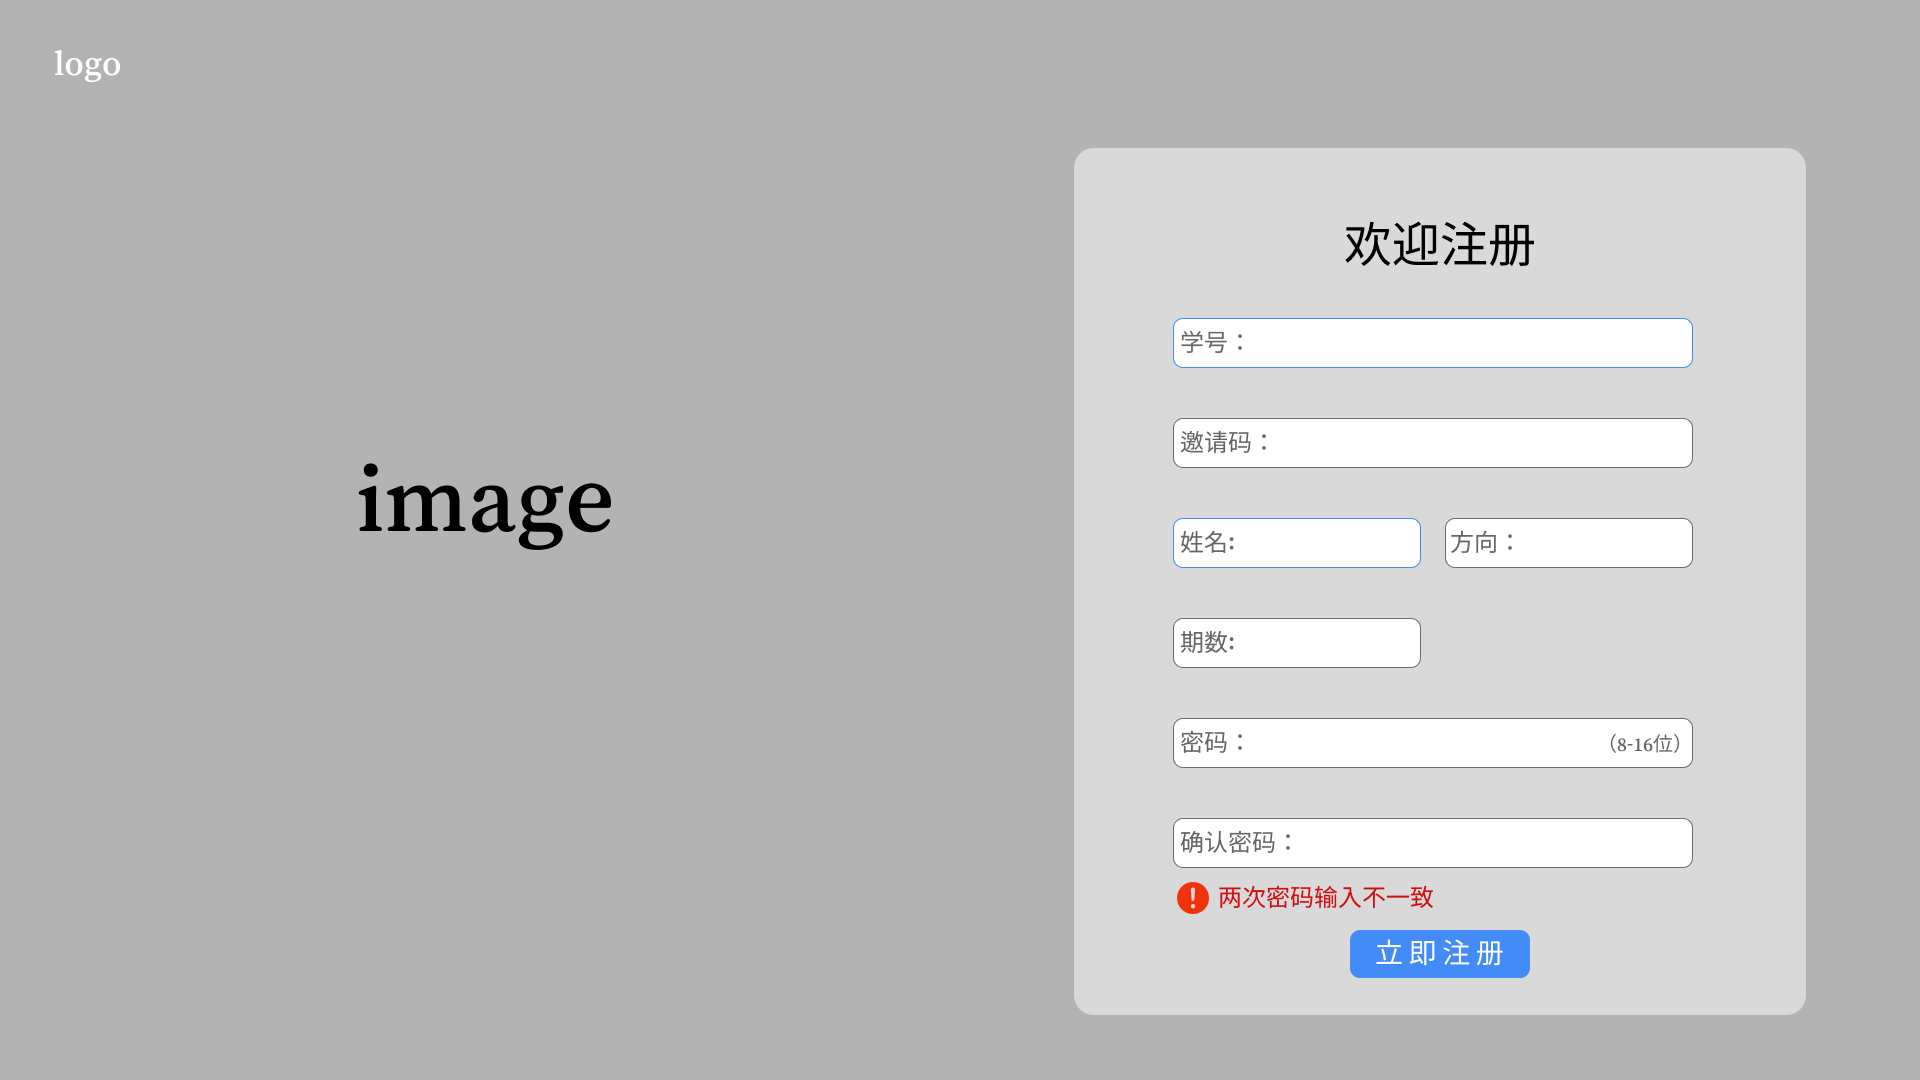 logo
image
欢迎注册
学号：
邀请码：
姓名: 方向：
期数:
密码： （8-16位）
确认密码：
两次密码输入不一致
立即注册